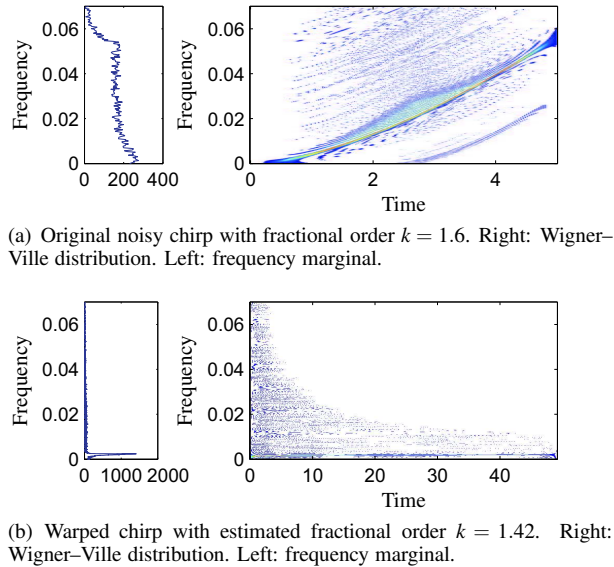 Frequency
0.06
0.04
0.02
0
0 200 400
Frequency
0.06
0.04
0.02
0
0 2 4
Time
(a) Original noisy chirp with fractional order k = 1.6. Right: Wigner–
Ville distribution. Left: frequency marginal.
Frequency
0.06
0.04
0.02
0
0 1000 2000
Frequency
0.06
0.04
0.02
0
0 10 20 30 40
Time
(b) Warped chirp with estimated fractional order k = 1.42. Right:
Wigner–Ville distribution. Left: frequency marginal.